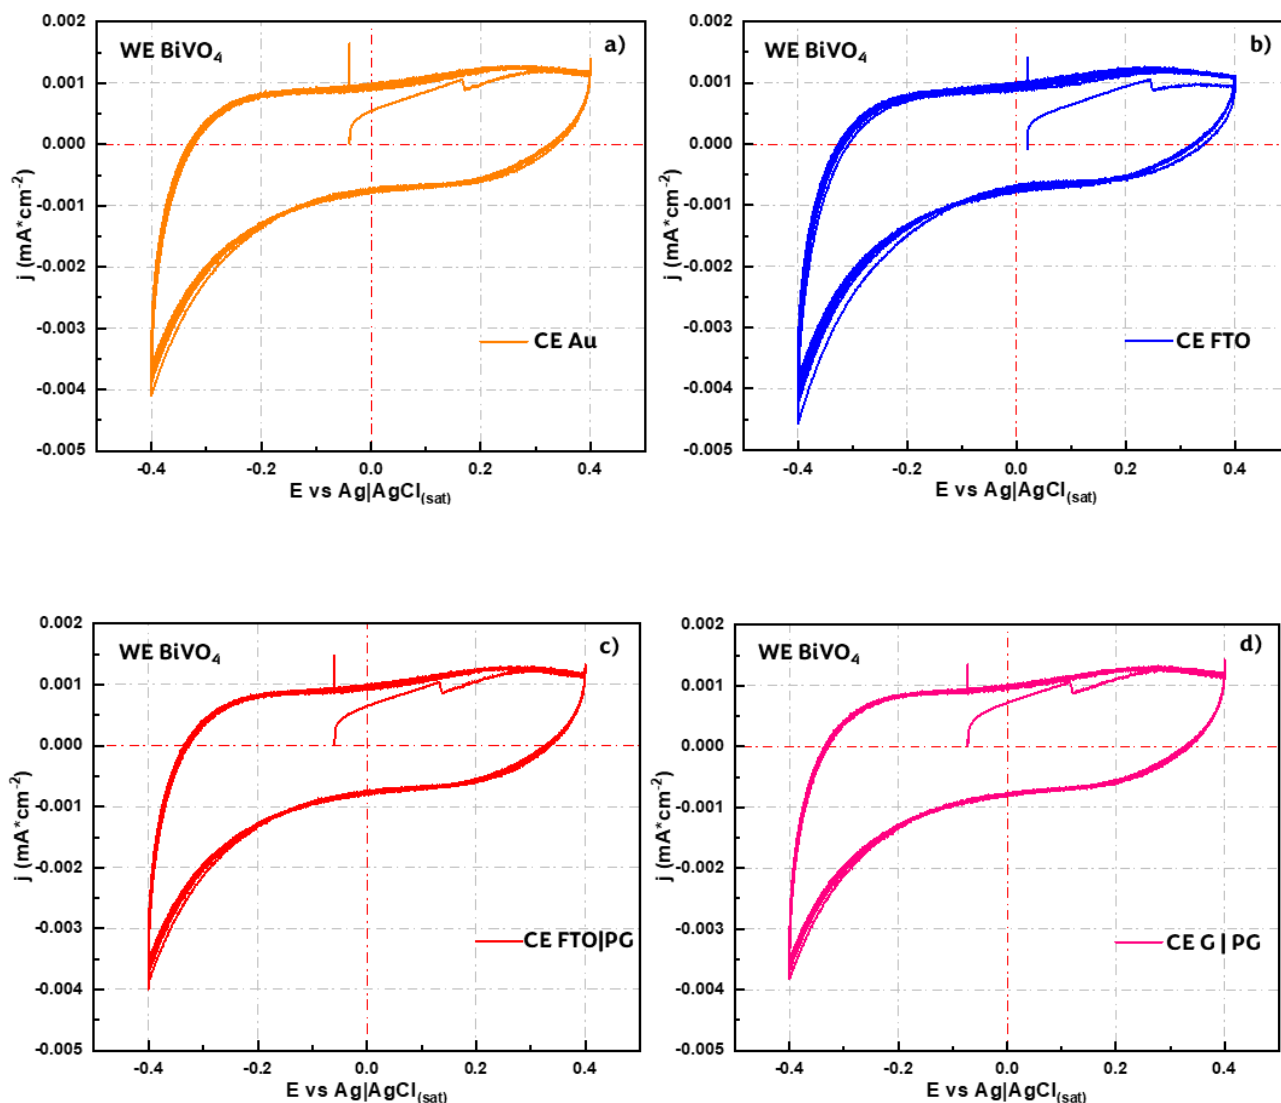 WE BiVO₄
a)
0.002
0.001
0.000
-0.001
-0.002
-0.003
-0.004
-0.005
j (mA*cm⁻²)
CE Au
-0.4
-0.2
0.0
0.2
0.4
E vs Ag|AgCl(sat)
WE BiVO₄
b)
0.002
0.001
0.000
-0.001
-0.002
-0.003
-0.004
-0.005
j (mA*cm⁻²)
CE FTO
-0.4
-0.2
0.0
0.2
0.4
E vs Ag|AgCl(sat)
WE BiVO₄
c)
0.002
0.001
0.000
-0.001
-0.002
-0.003
-0.004
-0.005
j (mA*cm⁻²)
CE FTO|PG
-0.4
-0.2
0.0
0.2
0.4
E vs Ag|AgCl(sat)
WE BiVO₄
d)
0.002
0.001
0.000
-0.001
-0.002
-0.003
-0.004
-0.005
j (mA*cm⁻²)
CE G | PG
-0.4
-0.2
0.0
0.2
0.4
E vs Ag|AgCl(sat)